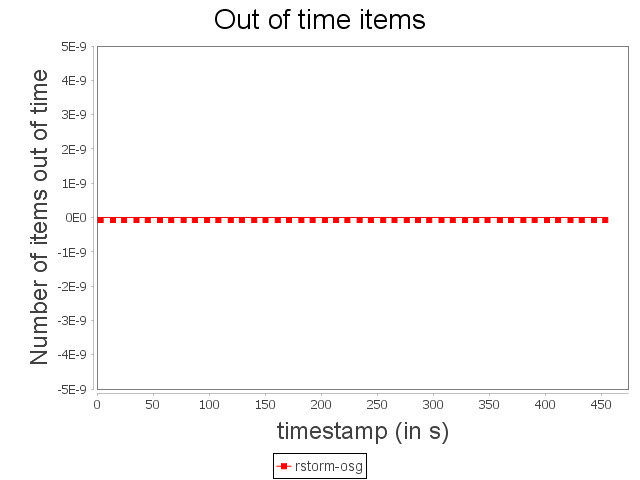 Out of time items
Number of items out of time
5E-9
4E-9
3E-9
2E-9
1E-9
0E0
-1E-9
-2E-9
-3E-9
-4E-9
-5E-9
0 50 100 150 200 250 300 350 400 450
timestamp (in s)
rstorm-osg